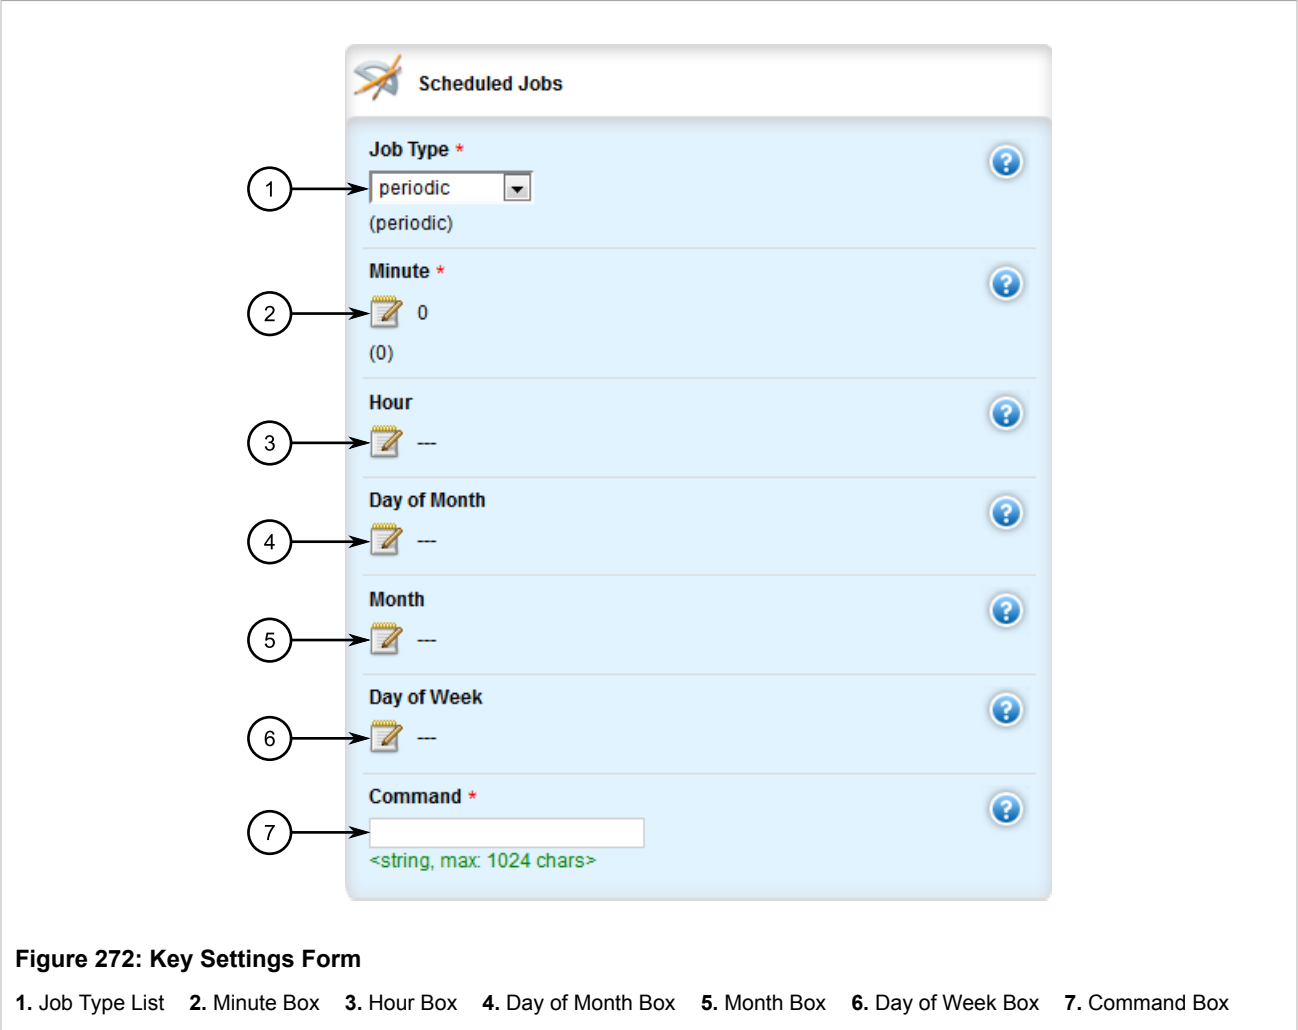 Scheduled Jobs
Job Type *
1
periodic
(periodic)
Minute *
2
0
(0)
Hour
3
---
Day of Month
4
---
Month
5
---
Day of Week
6
---
Command *
7
<string, max: 1024 chars>
Figure 272: Key Settings Form
1. Job Type List 2. Minute Box 3. Hour Box 4. Day of Month Box 5. Month Box 6. Day of Week Box 7. Command Box